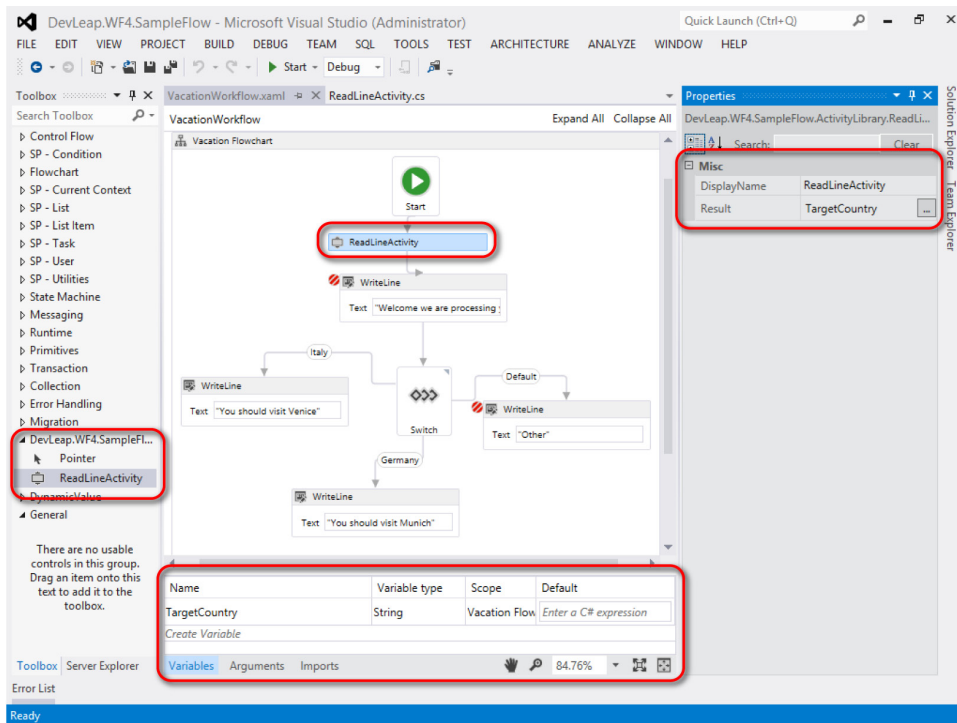 DevLeap.WF4.SampleFlow - Microsoft Visual Studio (Administrator)
Quick Launch (Ctrl+Q)
FILE EDIT VIEW PROJECT BUILD DEBUG TEAM SQL TOOLS TEST ARCHITECTURE ANALYZE WINDOW HELP
Start Debug
Toolbox
Search Toolbox
Control Flow
SP - Condition
Flowchart
SP - Current Context
SP - List
SP - List Item
SP - Task
SP - User
SP - Utilities
State Machine
Messaging
Runtime
Primitives
Transaction
Collection
Error Handling
Migration
DevLeap.WF4.SampleFl...
Pointer
ReadLineActivity
DynamicValue
General
There are no usable
controls in this group.
Drag an item onto this
text to add it to the
toolbox.
Toolbox Server Explorer
Error List
Ready
VacationWorkflow.xaml ReadLineActivity.cs
VacationWorkflow Expand All Collapse All
Vacation Flowchart
Start
ReadLineActivity
WriteLine
Text "Welcome we are processing y
Italy
WriteLine
Text "You should visit Venice"
Switch
Default
WriteLine
Text "Other"
Germany
WriteLine
Text "You should visit Munich"
Name Variable type Scope Default
TargetCountry String Vacation Flow Enter a C# expression
Create Variable
Variables Arguments Imports 84.76%
Properties
DevLeap.WF4.SampleFlow.ActivityLibrary.ReadLi...
Search: Clear
Misc
DisplayName ReadLineActivity
Result TargetCountry ...
Solution Explorer
Team Explorer